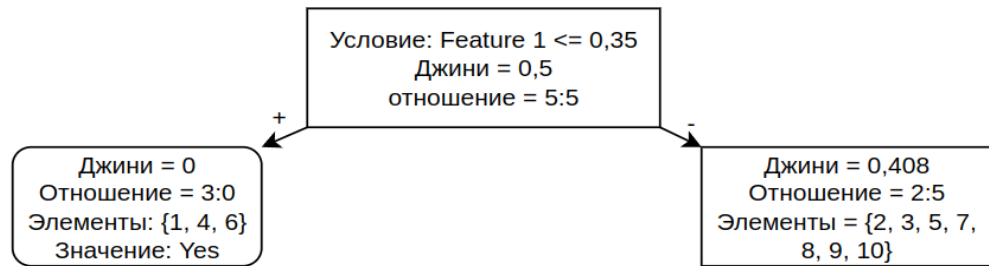 Условие: Feature 1 <= 0,35
Джини = 0,5
отношение = 5:5
+
-
Джини = 0
Отношение = 3:0
Элементы: {1, 4, 6}
Значение: Yes
Джини = 0,408
Отношение = 2:5
Элементы = {2, 3, 5, 7,
8, 9, 10}